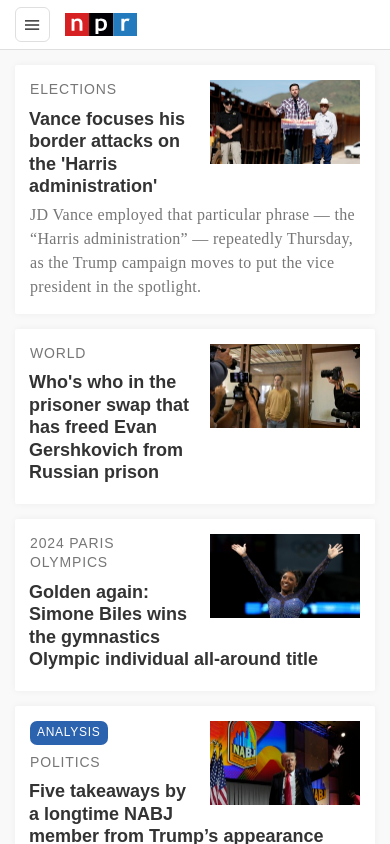 npr
ELECTIONS
Vance focuses his
border attacks on
the 'Harris
administration'
JD Vance employed that particular phrase — the
“Harris administration” — repeatedly Thursday,
as the Trump campaign moves to put the vice
president in the spotlight.
WORLD
Who's who in the
prisoner swap that
has freed Evan
Gershkovich from
Russian prison
2024 PARIS
OLYMPICS
Golden again:
Simone Biles wins
the gymnastics
Olympic individual all-around title
ANALYSIS
NABJ
POLITICS
Five takeaways by
a longtime NABJ
member from Trump’s appearance